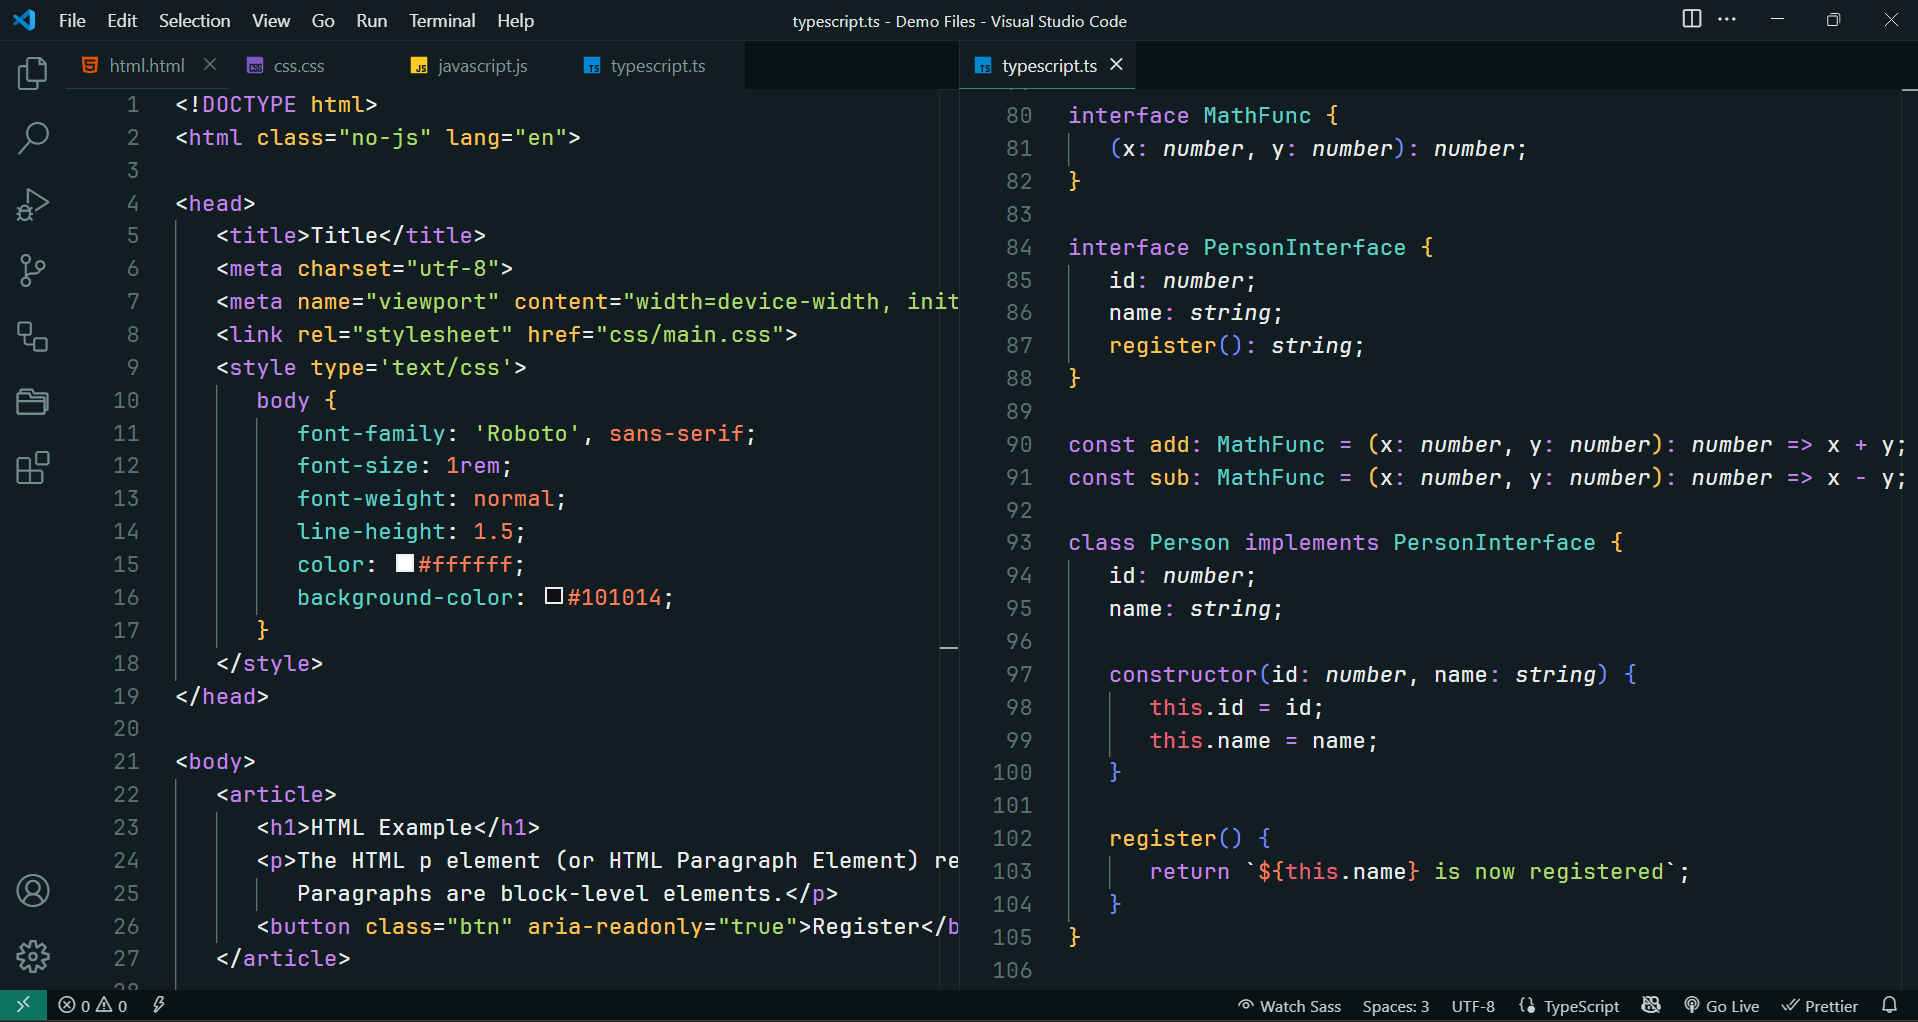 File Edit Selection View Go Run Terminal Help
typescript.ts - Demo Files - Visual Studio Code
html.html css.css javascript.js typescript.ts
1 <!DOCTYPE html>
2 <html class="no-js" lang="en">
3
4 <head>
5 <title>Title</title>
6 <meta charset="utf-8">
7 <meta name="viewport" content="width=device-width, init
8 <link rel="stylesheet" href="css/main.css">
9 <style type='text/css'>
10 body {
11 font-family: 'Roboto', sans-serif;
12 font-size: 1rem;
13 font-weight: normal;
14 line-height: 1.5;
15 color: #ffffff;
16 background-color: #101014;
17 }
18 </style>
19 </head>
20
21 <body>
22 <article>
23 <h1>HTML Example</h1>
24 <p>The HTML p element (or HTML Paragraph Element) re
25 Paragraphs are block-level elements.</p>
26 <button class="btn" aria-readonly="true">Register</b
27 </article>
typescript.ts
80 interface MathFunc {
81 (x: number, y: number): number;
82 }
83
84 interface PersonInterface {
85 id: number;
86 name: string;
87 register(): string;
88 }
89
90 const add: MathFunc = (x: number, y: number): number => x + y;
91 const sub: MathFunc = (x: number, y: number): number => x - y;
92
93 class Person implements PersonInterface {
94 id: number;
95 name: string;
96
97 constructor(id: number, name: string) {
98 this.id = id;
99 this.name = name;
100 }
101
102 register() {
103 return `${this.name} is now registered`;
104 }
105 }
106
0 0 Watch Sass Spaces: 3 UTF-8 TypeScript Go Live Prettier